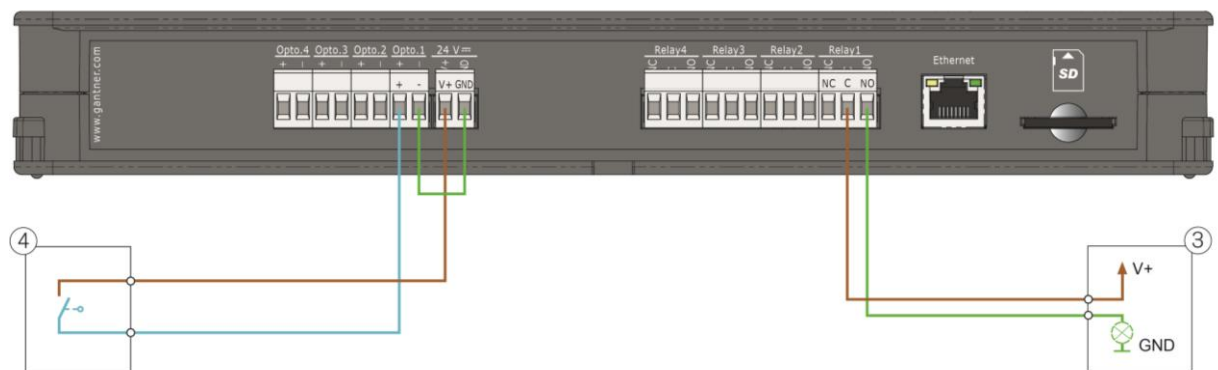 www.gantner.com
Opto.4 Opto.3 Opto.2 Opto.1 24 V
+ - + - + - + - V+
+ - V+ GND
Relay4 Relay3 Relay2 Relay1
NC C NO
Ethernet
SD
4
3
V+
GND